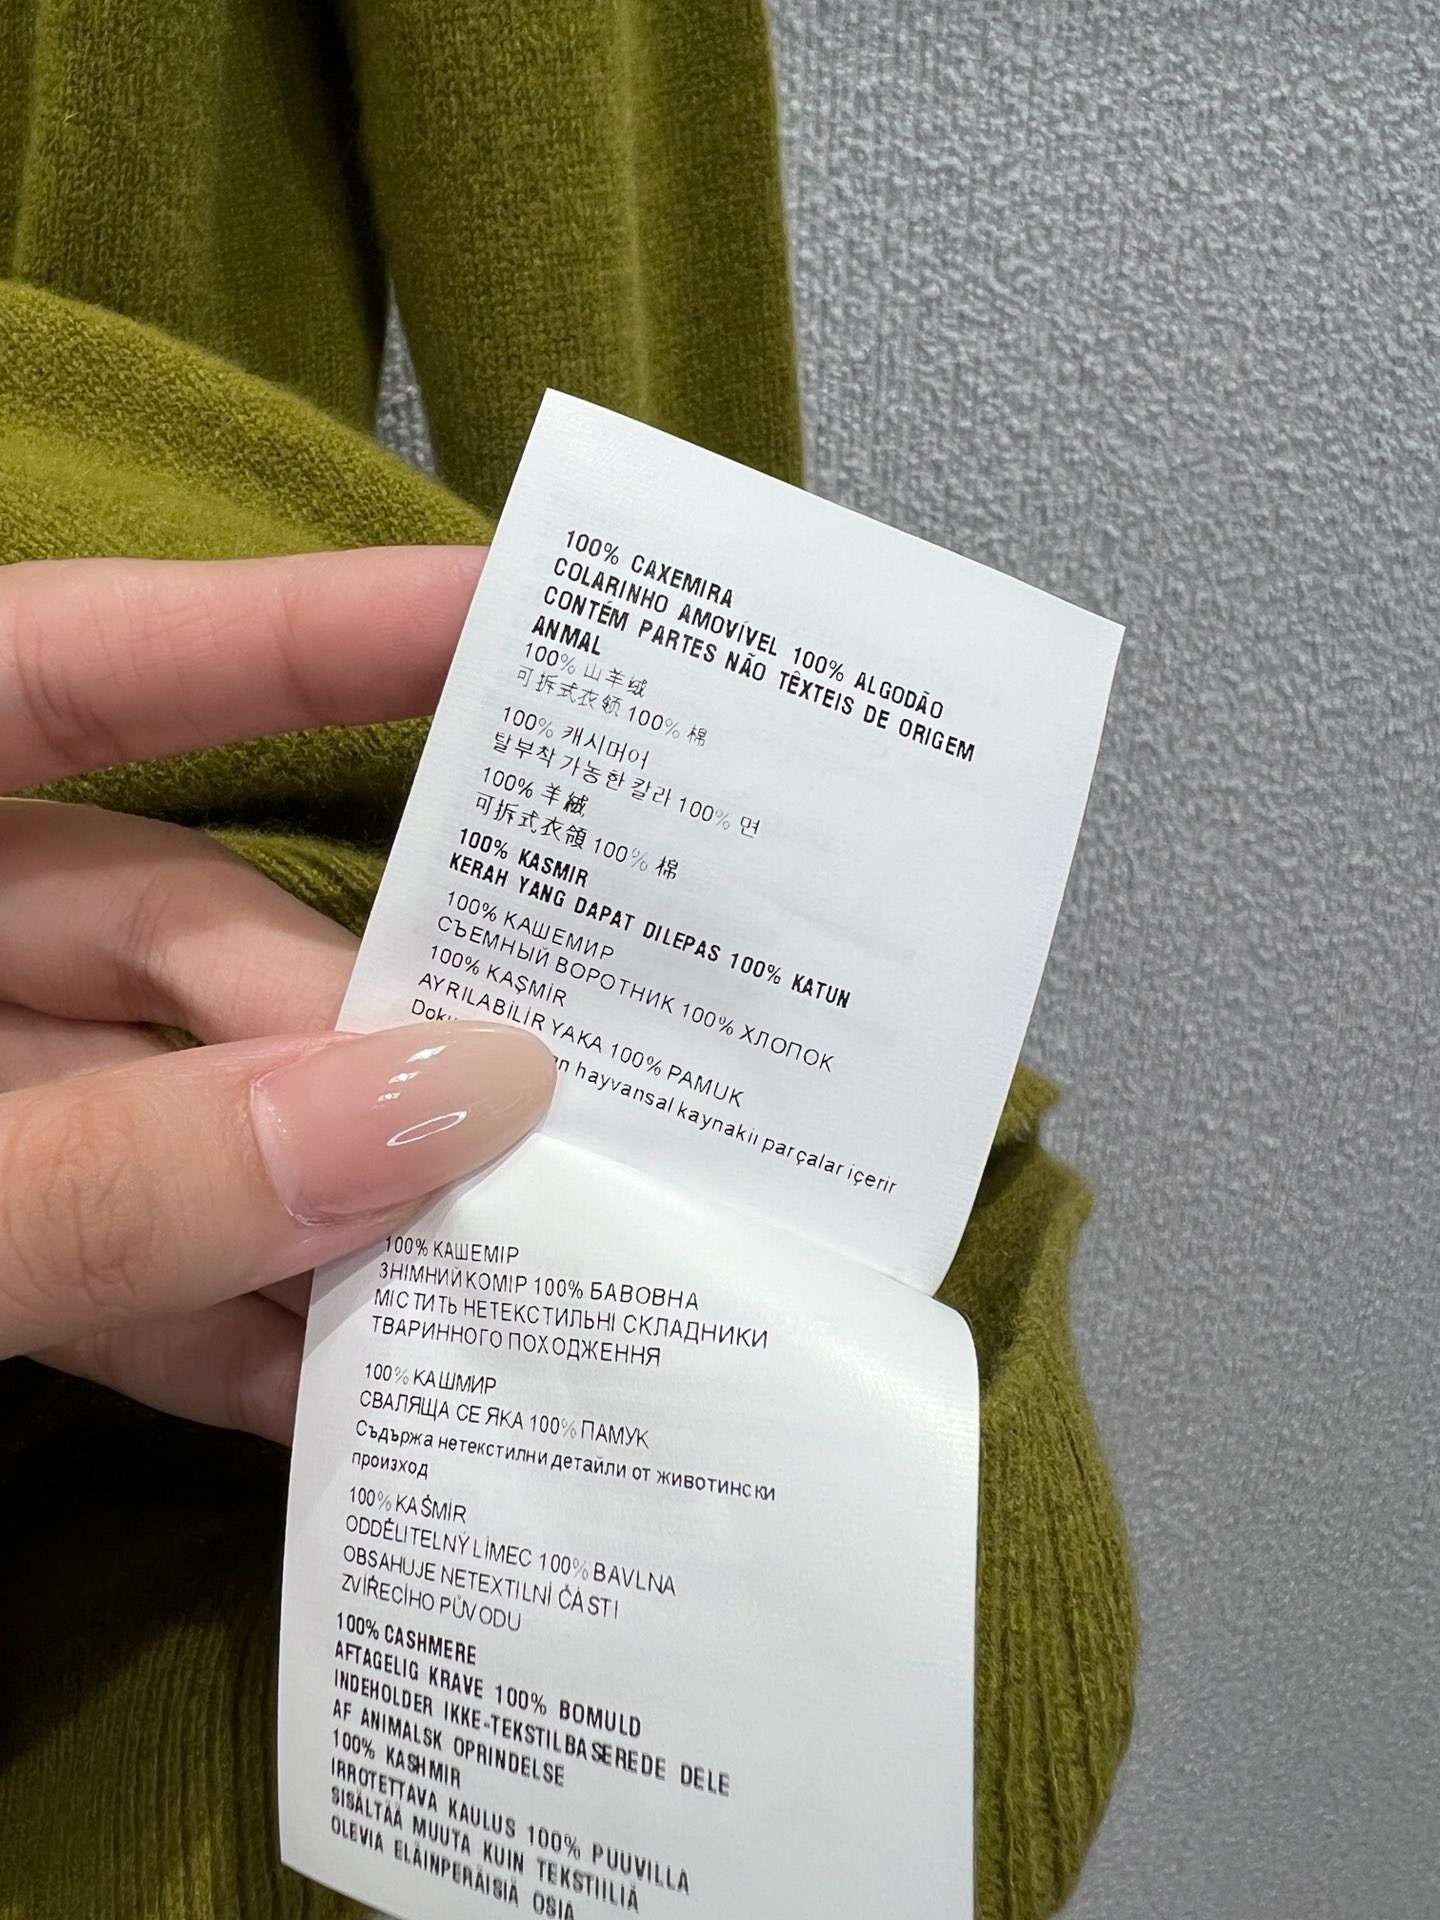 100% CAXEMIRA
COLARINHO AMOVÍVEL 100% ALGODÃO
CONTÉM PARTES NÃO TÊXTEIS DE ORIGEM
ANMAL
100% 山羊绒
可拆式衣领 100% 棉
100% 캐시머어
탈부착 가능한 칼라 100% 면
100% 羊絨
可拆式衣領 100% 棉
100% KASMIR
KERAH YANG DAPAT DILEPAS 100% KATUN
100% КАШЕМИР
СЪЕМНЫЙ ВОРОТНИК 100% ХЛОПОК
100% KAŞMİR
AYRILABİLİR YAKA 100% PAMUK
hayvansal kaynakiı parçalar içerir
100% КАШЕМІР
ЗНІМНИЙ КОМІР 100% БАВОВНА
МІСТИТЬ НЕТЕКСТИЛЬНІ СКЛАДНИКИ
ТВАРИННОГО ПОХОДЖЕННЯ
100% КАШМИР
СВАЛЯЩА СЕ ЯКА 100% ПАМУК
Съдържа нетекстилни детайли от животински
произход
100% KAŠMÍR
ODDĚLITELNÝ LÍMEC 100% BAVLNA
OBSAHUJE NETEXTILNÍ ČÁSTI
ZVÍŘECÍHO PŮVODU
100% CASHMERE
AFTAGELIG KRAVE 100% BOMULD
INDEHOLDER IKKE-TEKSTILBASEREDE DELE
AF ANIMALSK OPRINDELSE
100% KASHMIR
IRROTETTAVA KAULUS 100% PUUVILLA
SISÄLTÄÄ MUUTA KUIN TEKSTIILIÄ
OLEVIA ELÄINPERÄISIÄ OSIA